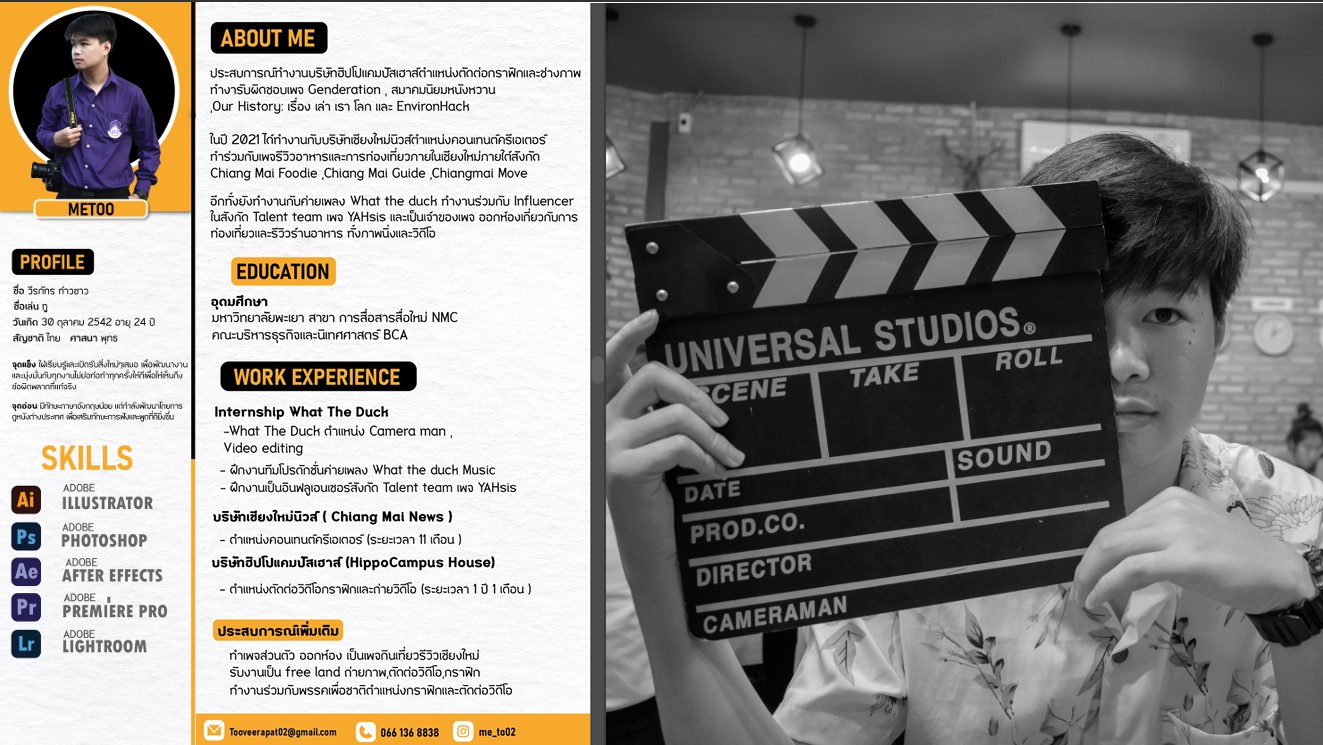 METOO
PROFILE
ชื่อ วีรภัทร ทำวชาว
ชื่อเล่น ทู
วันเกิด 30 ตุลาคม 2542 อายุ 24 ปี
สัญชาติ ไทย ศาสนา พุทธ
จุดแข็ง ใฝ่เรียนรู้และเปิดรับสิ่งใหม่ๆเสมอ เพื่อพัฒนางาน
และมุ่งมั่นกับทุกงานไม่ย่อท้อทำทุกครั้งให้ดีเพื่อให้เห็นถึง
ข้อผิดพลาดที่แท้จริง
จุดอ่อน มีทักษะภาษาอังกฤษน้อย แต่กำลังพัฒนาโดยการ
ดูหนังต่างประเทศ เพื่อเสริมทักษะการฟังและพูดที่ดียิ่งขึ้น
SKILLS
Ai ADOBE
ILLUSTRATOR
Ps ADOBE
PHOTOSHOP
Ae ADOBE
AFTER EFFECTS
Pr ADOBE
PREMIERE PRO
Lr ADOBE
LIGHTROOM
ABOUT ME
ประสบการณ์ทำงานบริษัทฮิปโปแคมปัสเฮาส์ตำแหน่งตัดต่อกราฟิกและช่างภาพ
ทำงารับผิดชอบเพจ Genderation , สมาคมนิยมหนังหวาน
,Our History: เรื่อง เล่า เรา โลก และ EnvironHack
ในปี 2021 ได้ทำงานกับบริษัทเชียงใหม่นิวส์ตำแหน่งคอนเทนต์ครีเอเตอร์
ทำร่วมกับเพจรีวิวอาหารและการท่องเที่ยวภายในเชียงใหม่ภายใต้สังกัด
Chiang Mai Foodie ,Chiang Mai Guide ,Chiangmai Move
อีกทั้งยังทำงานกับค่ายเพลง What the duck ทำงานร่วมกับ Influencer
ในสังกัด Talent team เพจ YAHsis และเป็นเจ้าของเพจ ออกห้องเกี่ยวกับการ
ท่องเที่ยวและรีวิวร้านอาหาร ทั้งภาพนิ่งและวิดีโอ
EDUCATION
อุดมศึกษา
มหาวิทยาลัยพะเยา สาขา การสื่อสารสื่อใหม่ NMC
คณะบริหารธุรกิจและนิเทศศาสตร์ BCA
WORK EXPERIENCE
Internship What The Duck
-What The Duck ตำแหน่ง Camera man ,
Video editing
- ฝึกงานทีมโปรดักชั่นค่ายเพลง What the duck Music
- ฝึกงานเป็นอินฟลูเอนเซอร์สังกัด Talent team เพจ YAHsis
บริษัทเชียงใหม่นิวส์ ( Chiang Mai News )
- ตำแหน่งคอนเทนต์ครีเอเตอร์ (ระยะเวลา 11 เดือน )
บริษัทฮิปโปแคมปัสเฮาส์ (HippoCampus House)
- ตำแหน่งตัดต่อวิดีโอกราฟิกและถ่ายวิดีโอ (ระยะเวลา 1 ปี 1 เดือน )
ประสบการณ์เพิ่มเติม
ทำเพจส่วนตัว ออกห้อง เป็นเพจกินเที่ยวรีวิวเชียงใหม่
รับงานเป็น free land ถ่ายภาพ,ตัดต่อวิดีโอ,กราฟิก
ทำงานร่วมกับพรรคเพื่อชาติตำแหน่งกราฟิกและตัดต่อวิดีโอ
Tooveerapat02@gmail.com 066 136 8838 me_to02
UNIVERSAL STUDIOS®
SCENE TAKE ROLL
SOUND
DATE
PROD.CO.
DIRECTOR
CAMERAMAN